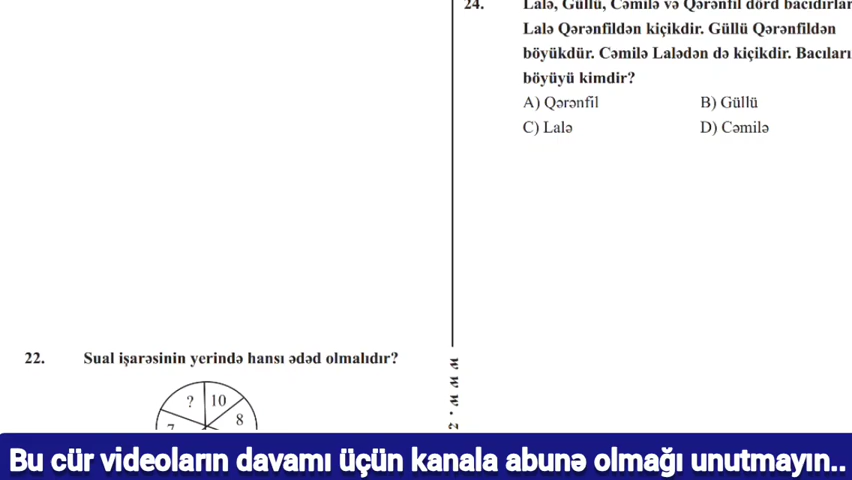 22. Sual işarəsinin yerində hansı ədəd olmalıdır?
? 10
7 8
24. Lalə, Güllü, Cəmilə və Qərənfil dörd bacıdırlar
Lalə Qərənfildən kiçikdir. Güllü Qərənfildən
böyükdür. Cəmilə Lalədən də kiçikdir. Bacıları
böyüyü kimdir?
A) Qərənfil B) Güllü
C) Lalə D) Cəmilə
Bu cür videoların davamı üçün kanala abunə olmağı unutmayın..